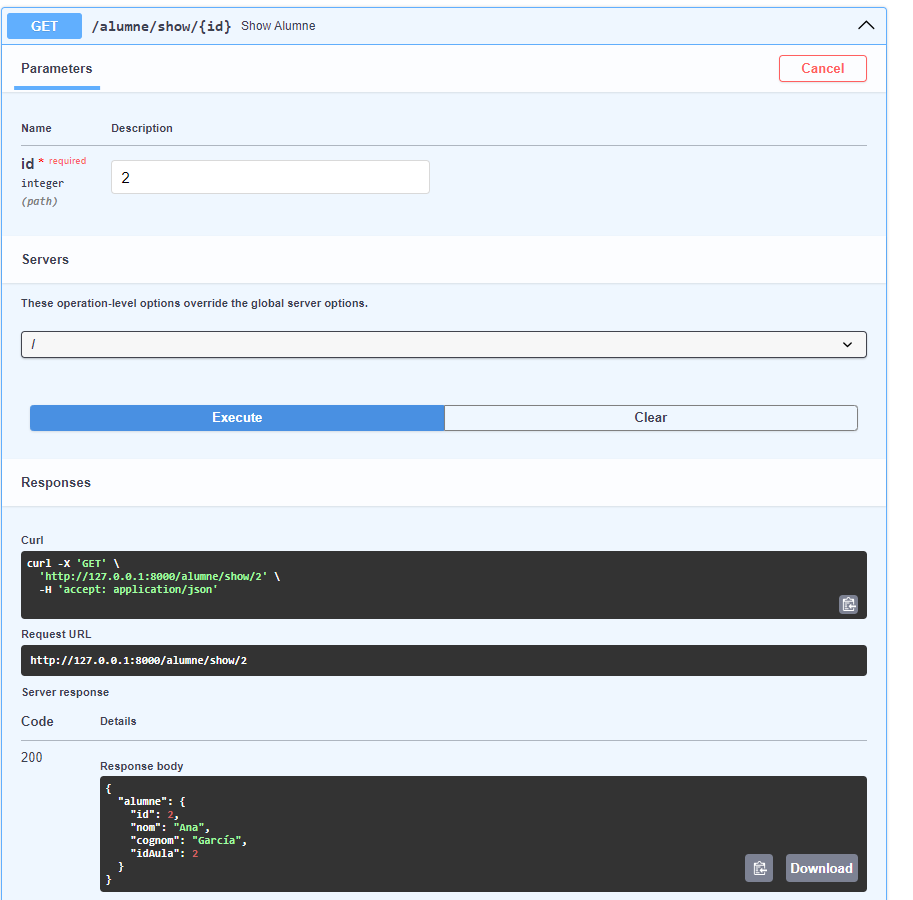 GET /alumne/show/{id} Show Alumne
Parameters
Cancel
Name Description
id * required
integer
(path)
2
Servers
These operation-level options override the global server options.
/
Execute Clear
Responses
Curl
curl -X 'GET' \
  'http://127.0.0.1:8000/alumne/show/2' \
  -H 'accept: application/json'
Request URL
http://127.0.0.1:8000/alumne/show/2
Server response
Code Details
200
Response body
{
  "alumne": {
    "id": 2,
    "nom": "Ana",
    "cognom": "García",
    "idAula": 2
  }
}
Download